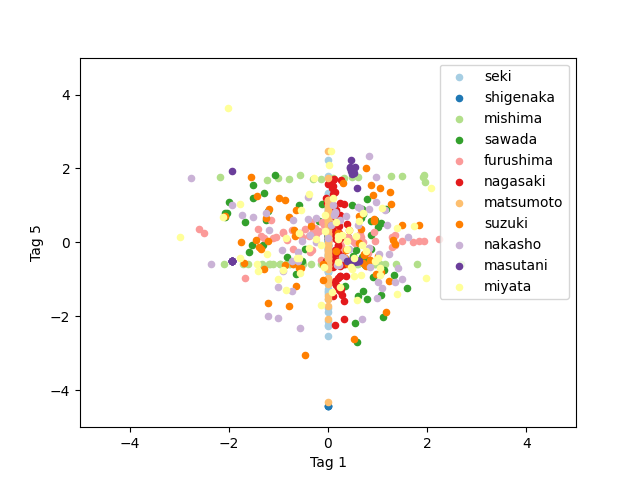 seki
shigenaka
mishima
sawada
furushima
nagasaki
matsumoto
suzuki
nakasho
masutani
miyata
4
2
0
−2
−4
Tag 5
−4 −2 0 2 4
Tag 1